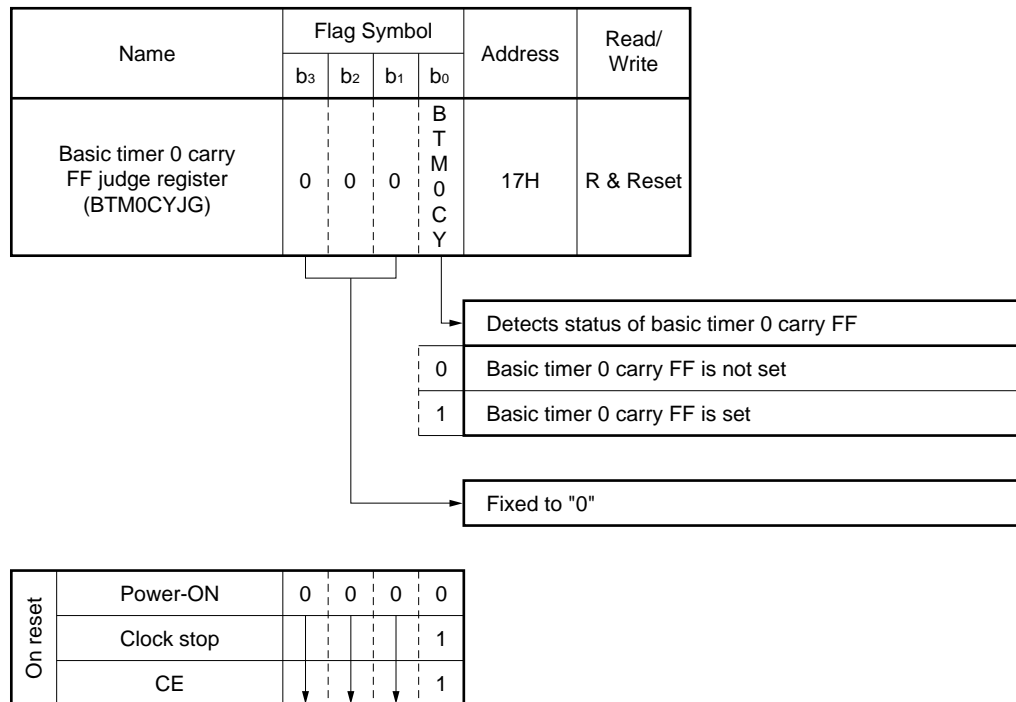 Name Flag Symbol Address Read/
Write
b3 b2 b1 b0
Basic timer 0 carry
FF judge register
(BTM0CYJG)
0 0 0
B
T
M
0
C
Y
17H R & Reset
Detects status of basic timer 0 carry FF
0 Basic timer 0 carry FF is not set
1 Basic timer 0 carry FF is set
Fixed to "0"
On reset
Power-ON 0 0 0 0
Clock stop 1
CE 1